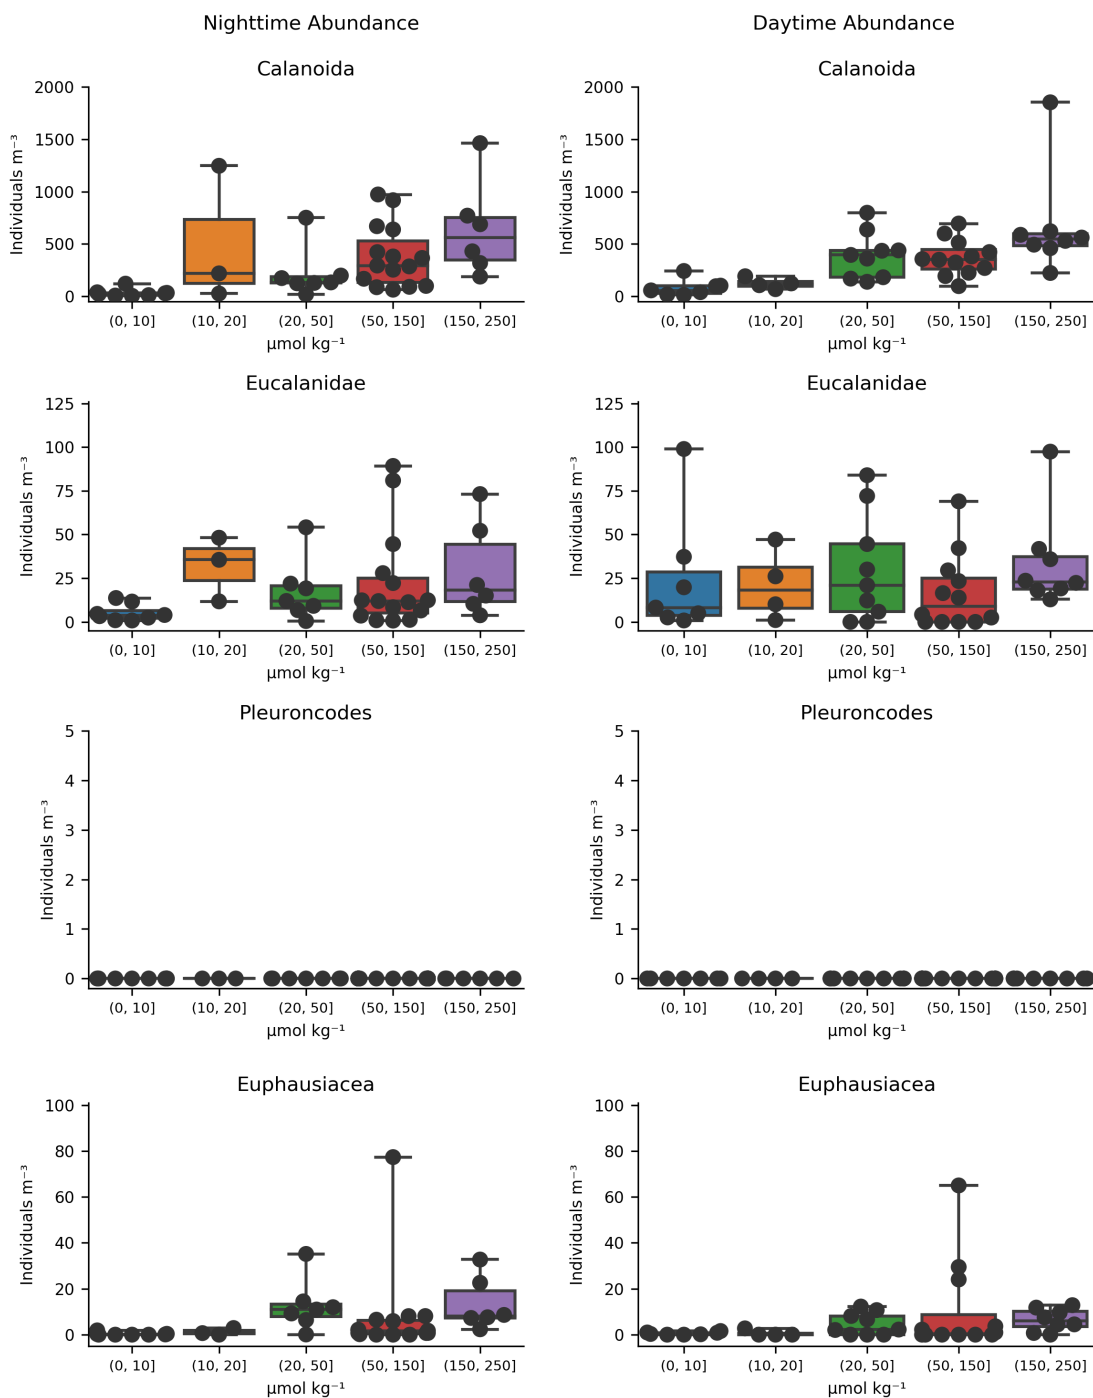 Nighttime Abundance
Daytime Abundance
Calanoida
Calanoida
Individuals m⁻³
2000
1500
1000
500
0
(0, 10] (10, 20] (20, 50] (50, 150] (150, 250]
µmol kg⁻¹
Individuals m⁻³
2000
1500
1000
500
0
(0, 10] (10, 20] (20, 50] (50, 150] (150, 250]
µmol kg⁻¹
Eucalanidae
Eucalanidae
Individuals m⁻³
125
100
75
50
25
0
(0, 10] (10, 20] (20, 50] (50, 150] (150, 250]
µmol kg⁻¹
Individuals m⁻³
125
100
75
50
25
0
(0, 10] (10, 20] (20, 50] (50, 150] (150, 250]
µmol kg⁻¹
Pleuroncodes
Pleuroncodes
Individuals m⁻³
5
4
3
2
1
0
(0, 10] (10, 20] (20, 50] (50, 150] (150, 250]
µmol kg⁻¹
Individuals m⁻³
5
4
3
2
1
0
(0, 10] (10, 20] (20, 50] (50, 150] (150, 250]
µmol kg⁻¹
Euphausiacea
Euphausiacea
Individuals m⁻³
100
80
60
40
20
0
(0, 10] (10, 20] (20, 50] (50, 150] (150, 250]
µmol kg⁻¹
Individuals m⁻³
100
80
60
40
20
0
(0, 10] (10, 20] (20, 50] (50, 150] (150, 250]
µmol kg⁻¹